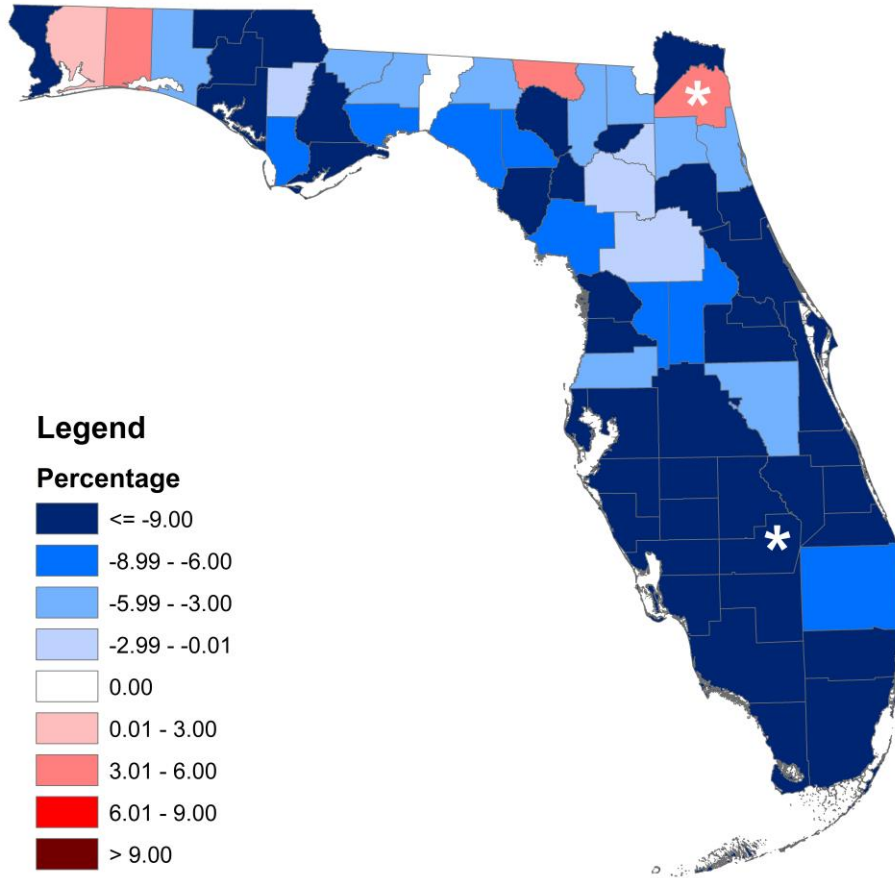 *
*
Legend
Percentage
<= -9.00
-8.99 - -6.00
-5.99 - -3.00
-2.99 - -0.01
0.00
0.01 - 3.00
3.01 - 6.00
6.01 - 9.00
> 9.00